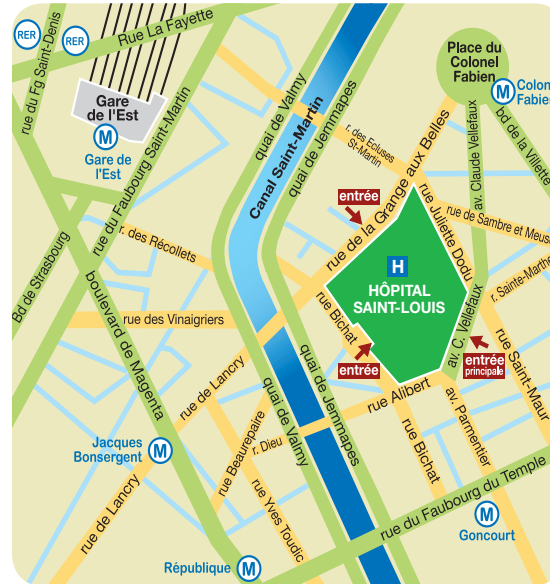 RER
RER
rue du Fg Saint-Denis
Rue La Fayette
Gare
de l'Est
M
Gare de
l'Est
rue du Faubourg Saint-Martin
quai de Valmy
Canal Saint-Martin
quai de Jemmapes
r. des Ecluses
St-Martin
rue de la Grange aux Belles
Place du
Colonel
Fabien
M
Colon
Fabie
av. Claude Vellefaux
bd de la Villette
entrée
rue Juliette Dodu
rue de Sambre et Meus
r. des Récollets
Bd de Strasbourg
boulevard de Magenta
H
HÔPITAL
SAINT-LOUIS
r. Sainte-Marthe
rue des Vinaigriers
rue Bichat
entrée
av. C. Vellefaux
entrée
principale
rue Saint-Maur
rue de Lancry
quai de Valmy
quai de Jemmapes
rue Alibert
av. Parmentier
Jacques
Bonsergent
M
rue Beaurepaire
r. Dieu
rue Bichat
rue de Lancry
rue Yves Toudic
rue du Faubourg du Temple
M
Goncourt
République
M